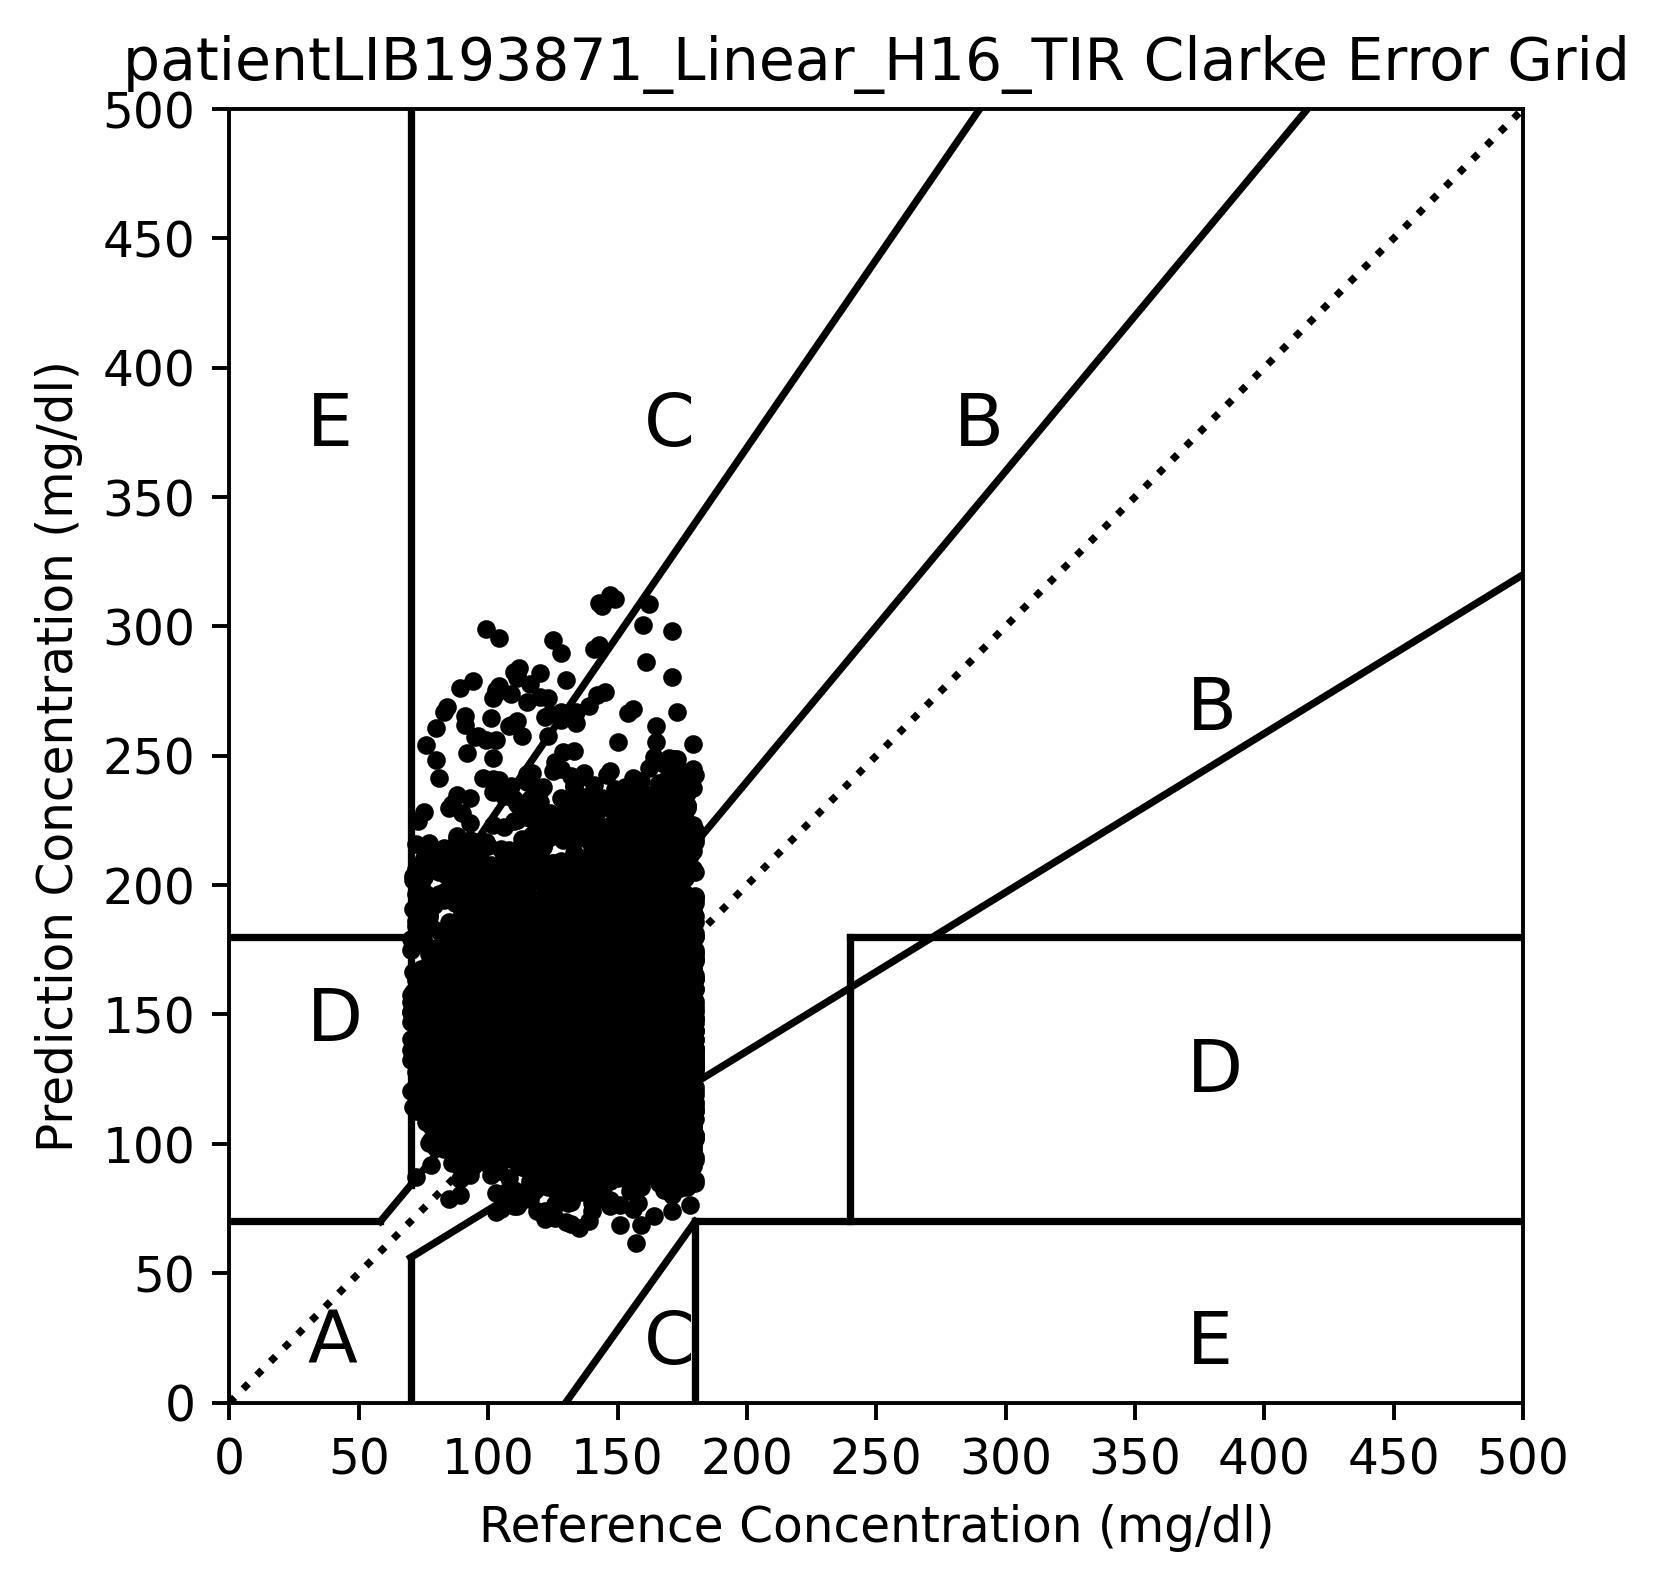 patientLIB193871_Linear_H16_TIR Clarke Error Grid
500
450
400
350
300
250
200
150
100
50
0
Prediction Concentration (mg/dl)
E C B
B
D
D
A C E
0 50 100 150 200 250 300 350 400 450 500
Reference Concentration (mg/dl)